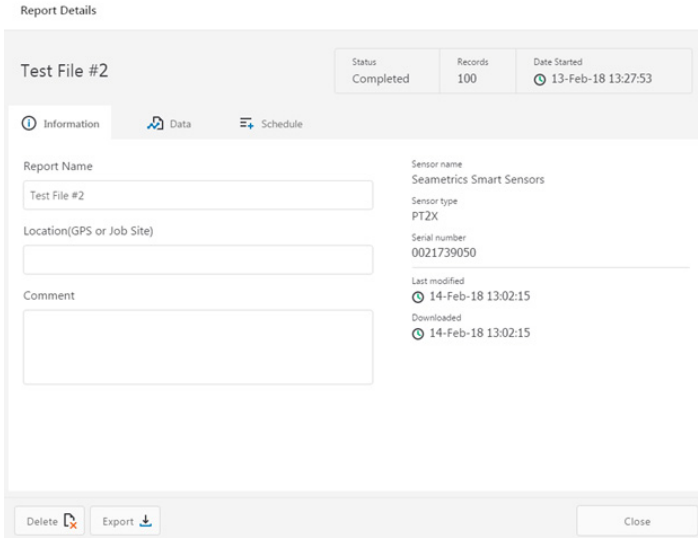 Report Details
Test File #2
Status
Completed
Records
100
Date Started
13-Feb-18 13:27:53
Information
Data
Schedule
Report Name
Test File #2
Location(GPS or Job Site)
Comment
Sensor name
Seametrics Smart Sensors
Sensor type
PT2X
Serial number
0021739050
Last modified
14-Feb-18 13:02:15
Downloaded
14-Feb-18 13:02:15
Delete
Export
Close